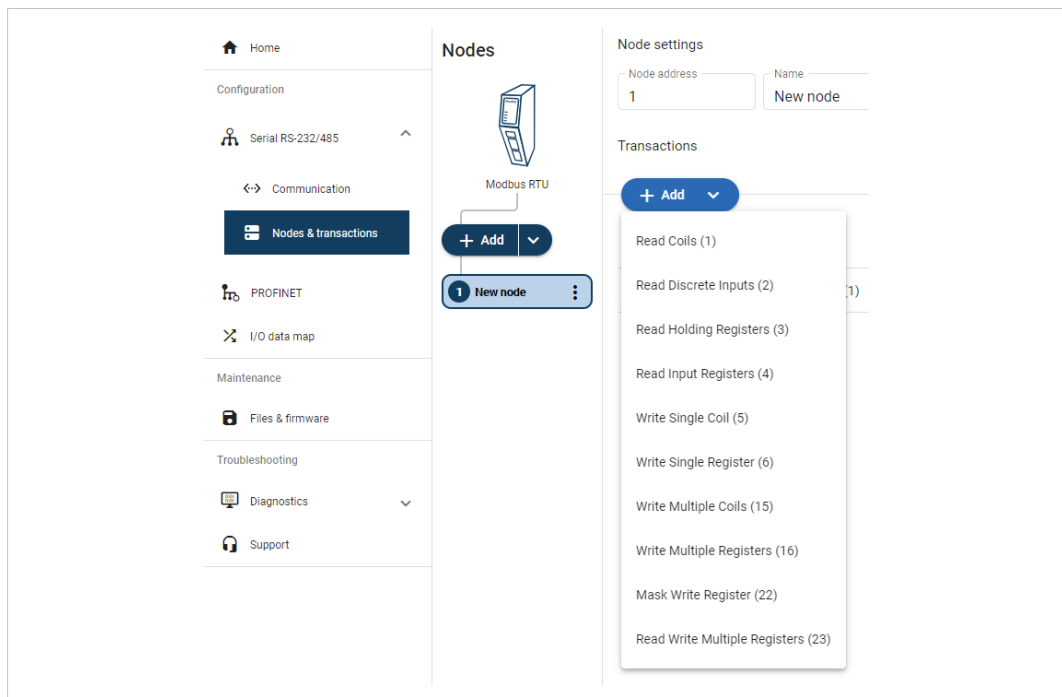 Home
Configuration
Serial RS-232/485
Communication
Nodes & transactions
PROFINET
I/O data map
Maintenance
Files & firmware
Troubleshooting
Diagnostics
Support
Nodes
Modbus RTU
+ Add
1 New node
Node settings
Node address
1
Name
New node
Transactions
+ Add
Read Coils (1)
Read Discrete Inputs (2)
(1)
Read Holding Registers (3)
Read Input Registers (4)
Write Single Coil (5)
Write Single Register (6)
Write Multiple Coils (15)
Write Multiple Registers (16)
Mask Write Register (22)
Read Write Multiple Registers (23)